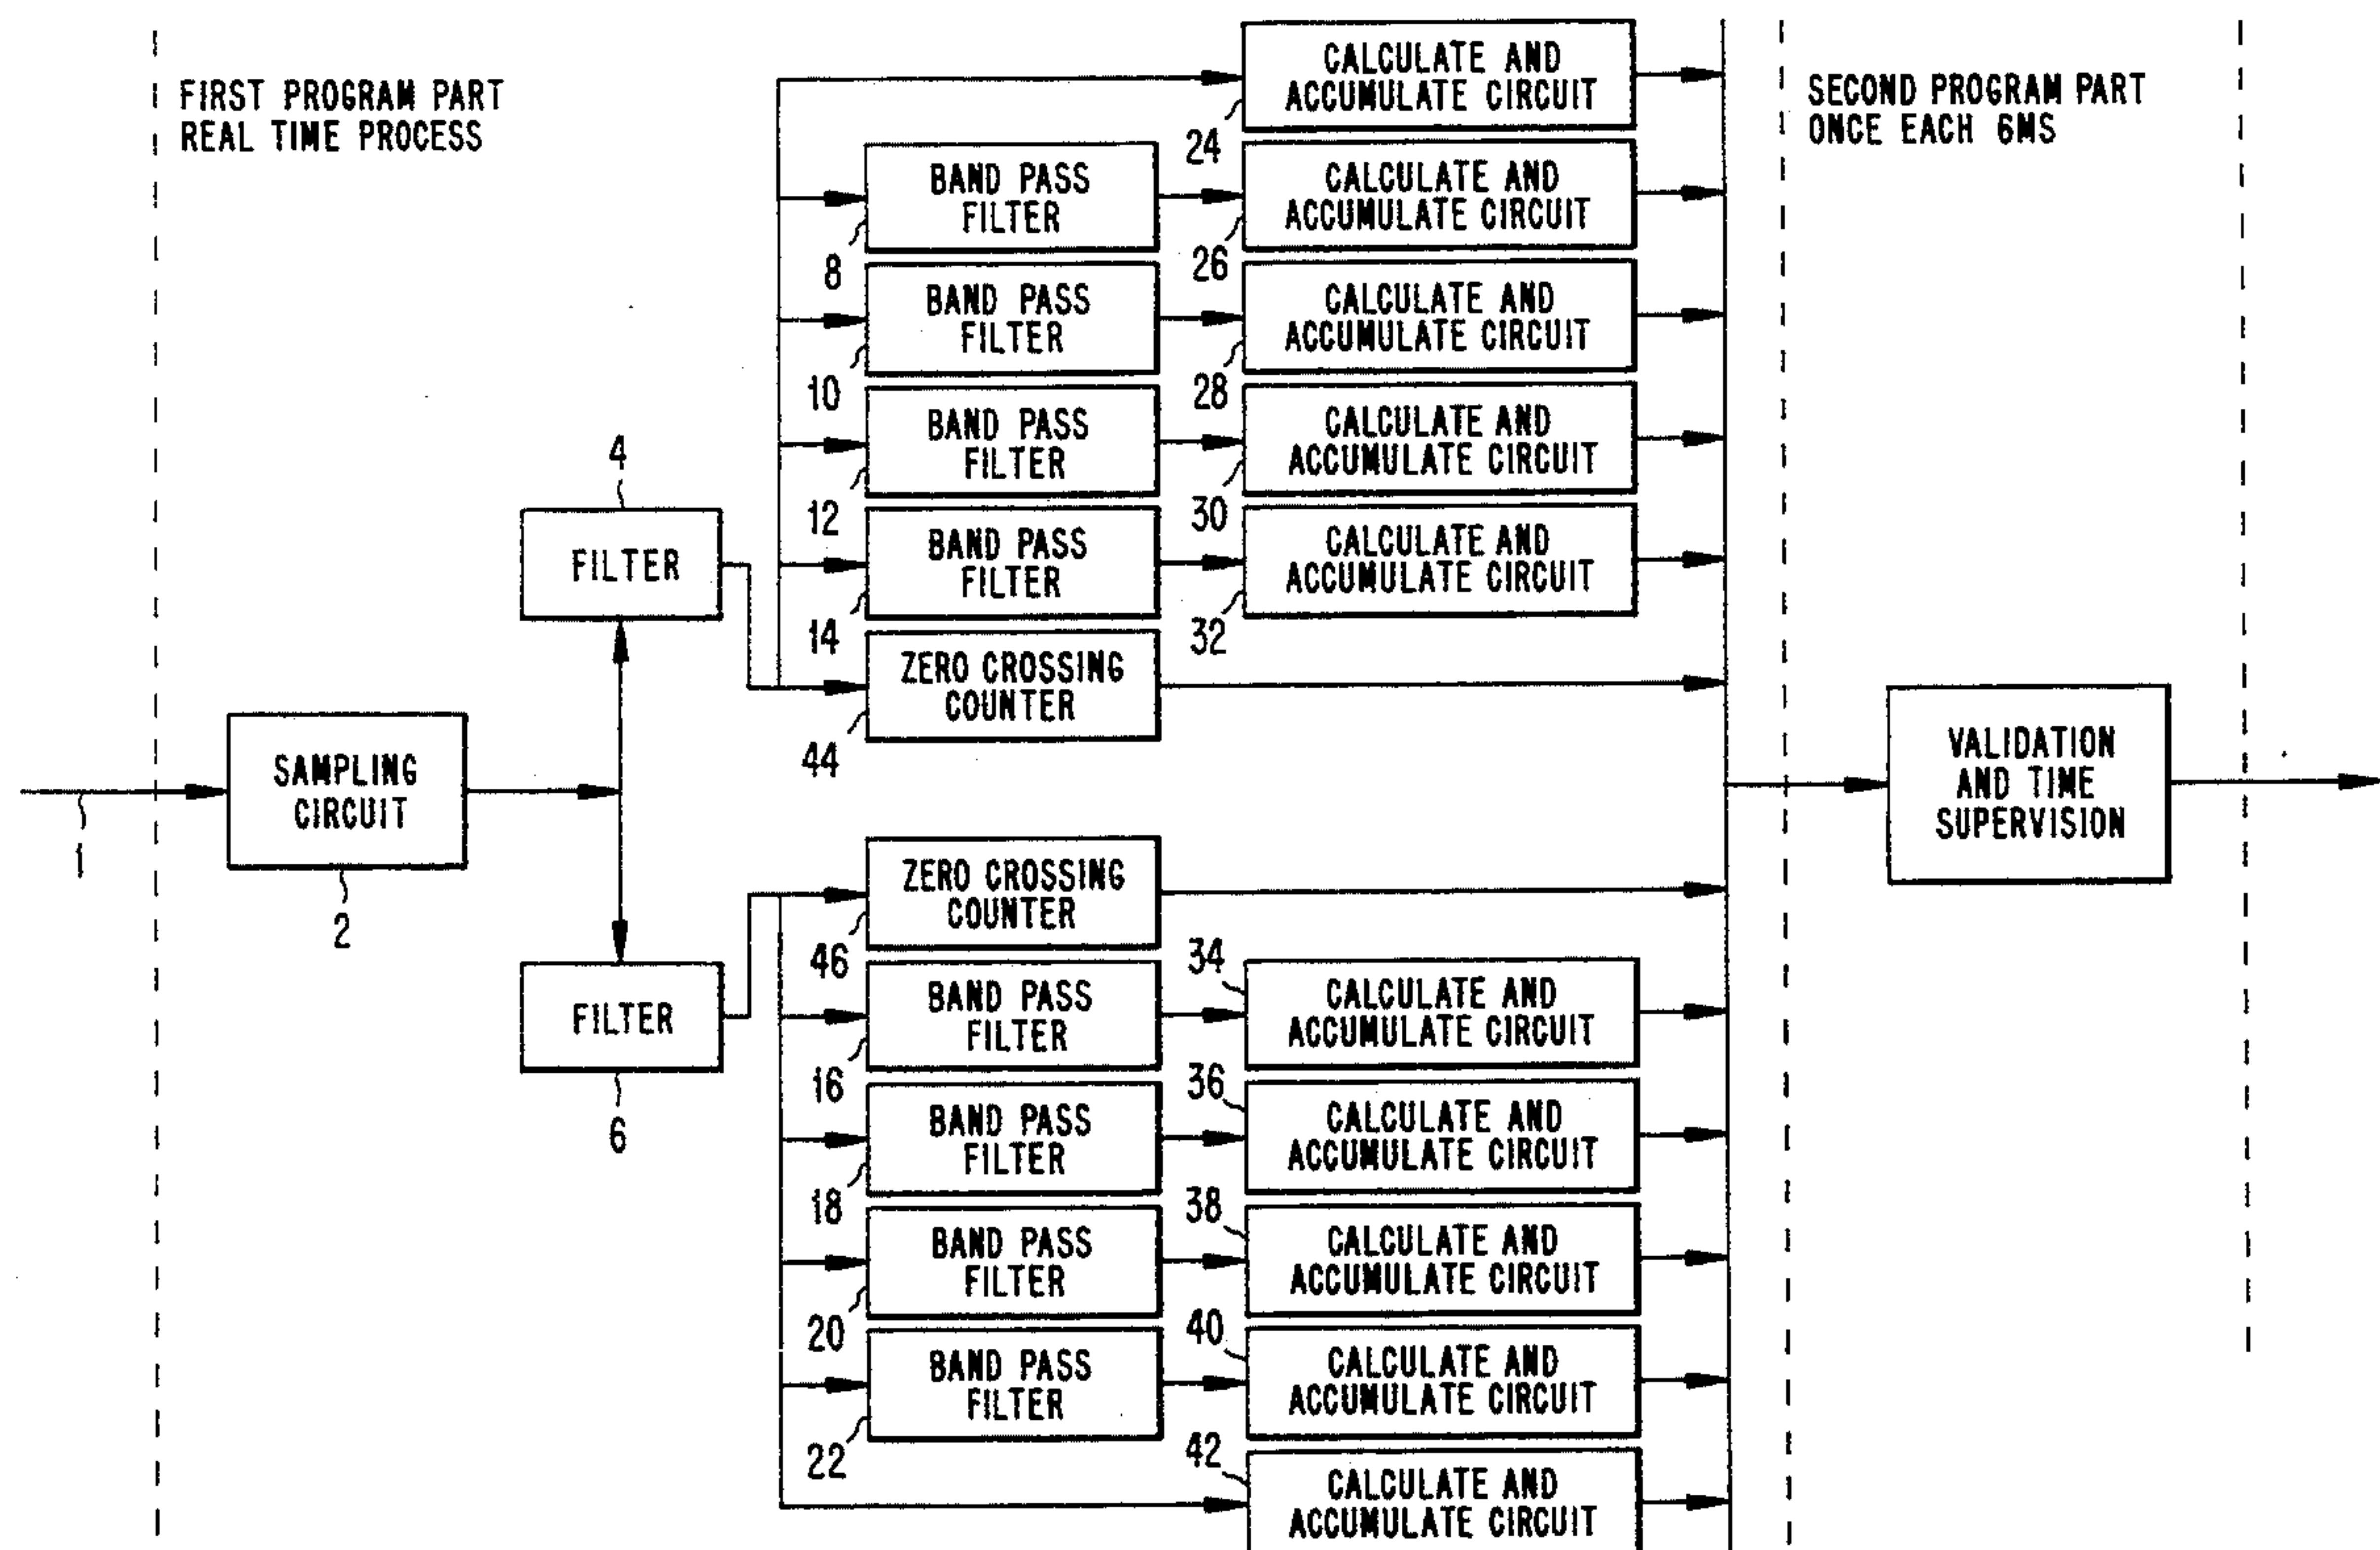 FIRST PROGRAM PART
REAL TIME PROCESS
SECOND PROGRAM PART
ONCE EACH 6MS
CALCULATE AND
ACCUMULATE CIRCUIT
24
BAND PASS
FILTER
8
CALCULATE AND
ACCUMULATE CIRCUIT
26
BAND PASS
FILTER
10
CALCULATE AND
ACCUMULATE CIRCUIT
28
BAND PASS
FILTER
12
CALCULATE AND
ACCUMULATE CIRCUIT
30
4
FILTER
BAND PASS
FILTER
14
CALCULATE AND
ACCUMULATE CIRCUIT
32
ZERO CROSSING
COUNTER
44
1
SAMPLING
CIRCUIT
2
VALIDATION
AND TIME
SUPERVISION
ZERO CROSSING
COUNTER
46
FILTER
6
BAND PASS
FILTER
16
34
CALCULATE AND
ACCUMULATE CIRCUIT
BAND PASS
FILTER
18
36
CALCULATE AND
ACCUMULATE CIRCUIT
BAND PASS
FILTER
20
38
CALCULATE AND
ACCUMULATE CIRCUIT
BAND PASS
FILTER
22
40
CALCULATE AND
ACCUMULATE CIRCUIT
42
CALCULATE AND
ACCUMULATE CIRCUIT